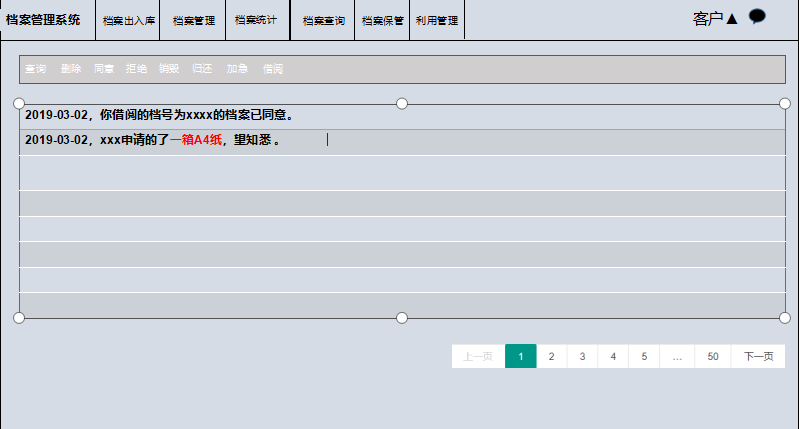 档案管理系统 档案出入库 档案管理 档案统计 档案查询 档案保管 利用管理 客户▲
查询 删除 同意 拒绝 销毁 归还 加急 借阅
2019-03-02，你借阅的档号为xxxx的档案已同意。
2019-03-02，xxx申请的了一箱A4纸，望知悉 。
上一页 1 2 3 4 5 … 50 下一页